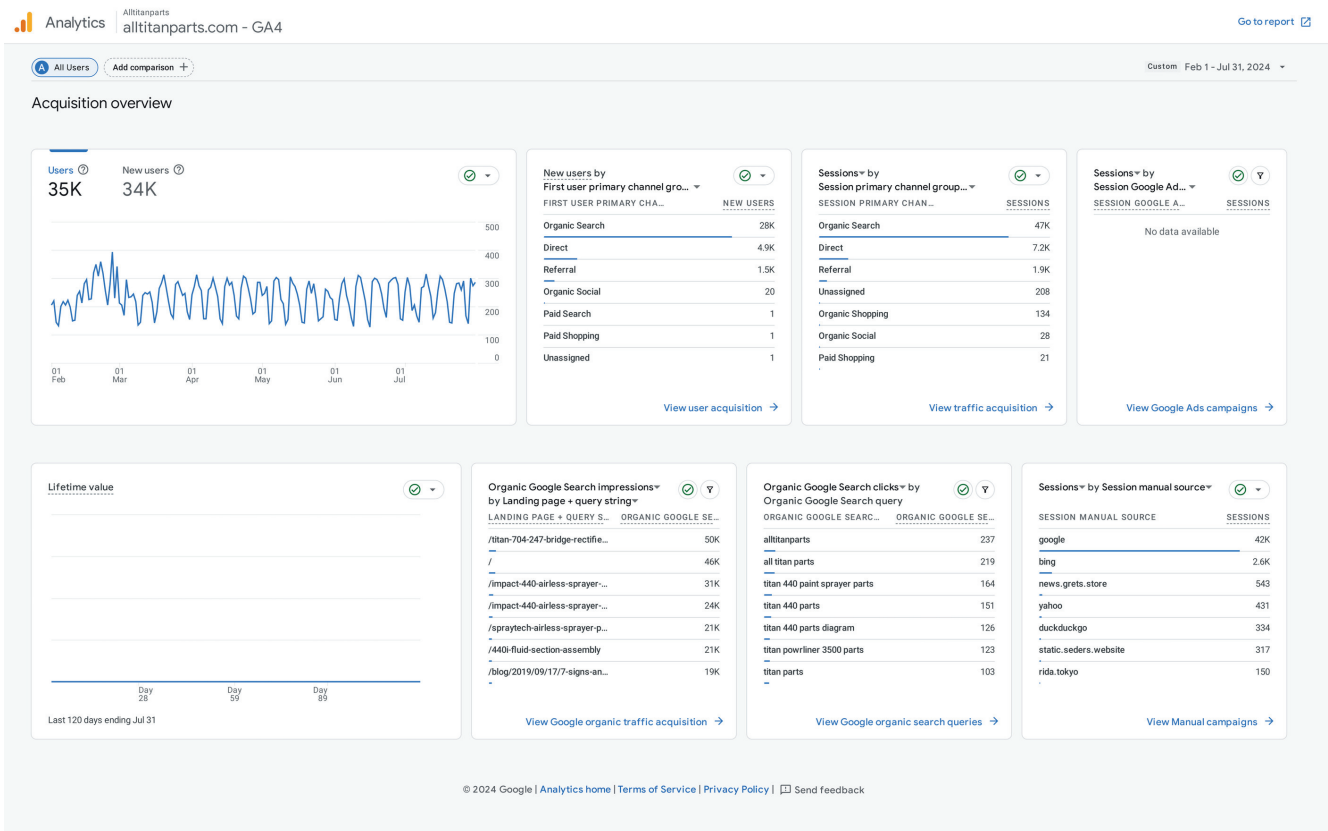 Analytics
Alltitanparts
alltitanparts.com - GA4
Go to report
A All Users
Add comparison +
Custom Feb 1 - Jul 31, 2024
Acquisition overview
Users
35K
New users
34K
500
400
300
200
100
0
01 Feb
01 Mar
01 Apr
01 May
01 Jun
01 Jul
New users by
First user primary channel gro...
FIRST USER PRIMARY CHA... NEW USERS
Organic Search 28K
Direct 4.9K
Referral 1.5K
Organic Social 20
Paid Search 1
Paid Shopping 1
Unassigned 1
View user acquisition
Sessions by
Session primary channel group...
SESSION PRIMARY CHAN... SESSIONS
Organic Search 47K
Direct 7.2K
Referral 1.9K
Unassigned 208
Organic Shopping 134
Organic Social 28
Paid Shopping 21
View traffic acquisition
Sessions by
Session Google Ad...
SESSION GOOGLE A... SESSIONS
No data available
View Google Ads campaigns
Lifetime value
Day 28
Day 59
Day 89
Last 120 days ending Jul 31
Organic Google Search impressions
by Landing page + query string
LANDING PAGE + QUERY S... ORGANIC GOOGLE SE...
/titan-704-247-bridge-rectifie... 50K
/ 46K
/impact-440-airless-sprayer-... 31K
/impact-440-airless-sprayer-... 24K
/spraytech-airless-sprayer-p... 21K
/440i-fluid-section-assembly 21K
/blog/2019/09/17/7-signs-an... 19K
View Google organic traffic acquisition
Organic Google Search clicks by
Organic Google Search query
ORGANIC GOOGLE SEARC... ORGANIC GOOGLE SE...
alltitanparts 237
all titan parts 219
titan 440 paint sprayer parts 164
titan 440 parts 151
titan 440 parts diagram 126
titan powrliner 3500 parts 123
titan parts 103
View Google organic search queries
Sessions by Session manual source
SESSION MANUAL SOURCE SESSIONS
google 42K
bing 2.6K
news.grets.store 543
yahoo 431
duckduckgo 334
static.seders.website 317
rida.tokyo 150
View Manual campaigns
© 2024 Google | Analytics home | Terms of Service | Privacy Policy | Send feedback